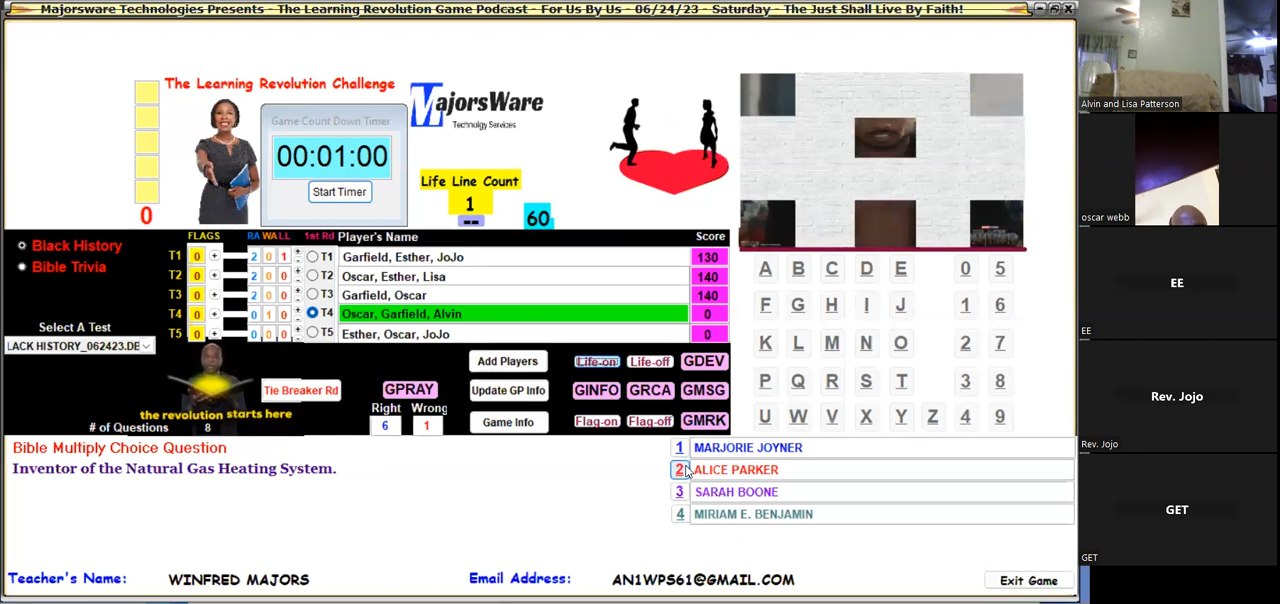 Majorsware Technologies Presents - The Learning Revolution Game Podcast - For Us By Us - 06/24/23 - Saturday - The Just Shall Live By Faith!
The Learning Revolution Challenge
Game Count Down Timer
00:01:00
Start Timer
0
MajorsWare
Technology Services
Life Line Count
1
--
60
Black History
Bible Trivia
Select A Test
LACK HISTORY_062423.DE
FLAGS RA WA LL 1st Rd Player's Name Score
T1 0 + 2 0 1 + - T1 Garfield, Esther, JoJo 130
T2 0 + 2 0 0 + - T2 Oscar, Esther, Lisa 140
T3 0 + 2 0 0 + - T3 Garfield, Oscar 140
T4 0 + 0 1 0 + - T4 Oscar, Garfield, Alvin 0
T5 0 + 0 0 0 + - T5 Esther, Oscar, JoJo 0
the revolution starts here
# of Questions 8
Tie Breaker Rd
GPRAY
Right Wrong
6 1
Add Players Life-on Life-off GDEV
Update GP Info GINFO GRCA GMSG
Game Info Flag-on Flag-off GMRK
A B C D E 0 5
F G H I J 1 6
K L M N O 2 7
P Q R S T 3 8
U W V X Y Z 4 9
Bible Multiply Choice Question
Inventor of the Natural Gas Heating System.
1 MARJORIE JOYNER
2 ALICE PARKER
3 SARAH BOONE
4 MIRIAM E. BENJAMIN
Teacher's Name: WINFRED MAJORS Email Address: AN1WPS61@GMAIL.COM Exit Game
Alvin and Lisa Patterson
oscar webb
EE
EE
Rev. Jojo
Rev. Jojo
GET
GET